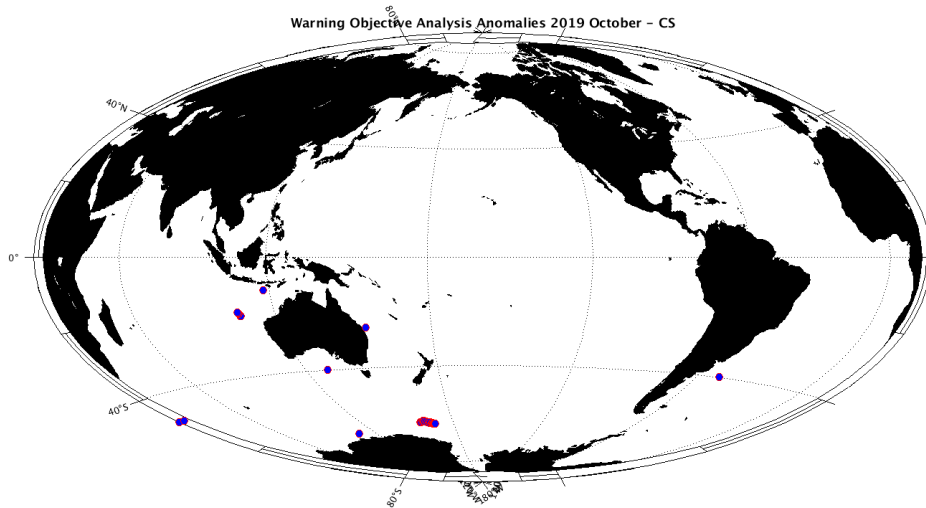 80°N
Warning Objective Analysis Anomalies 2019 October – CS
40°N
0°
40°S
80°S